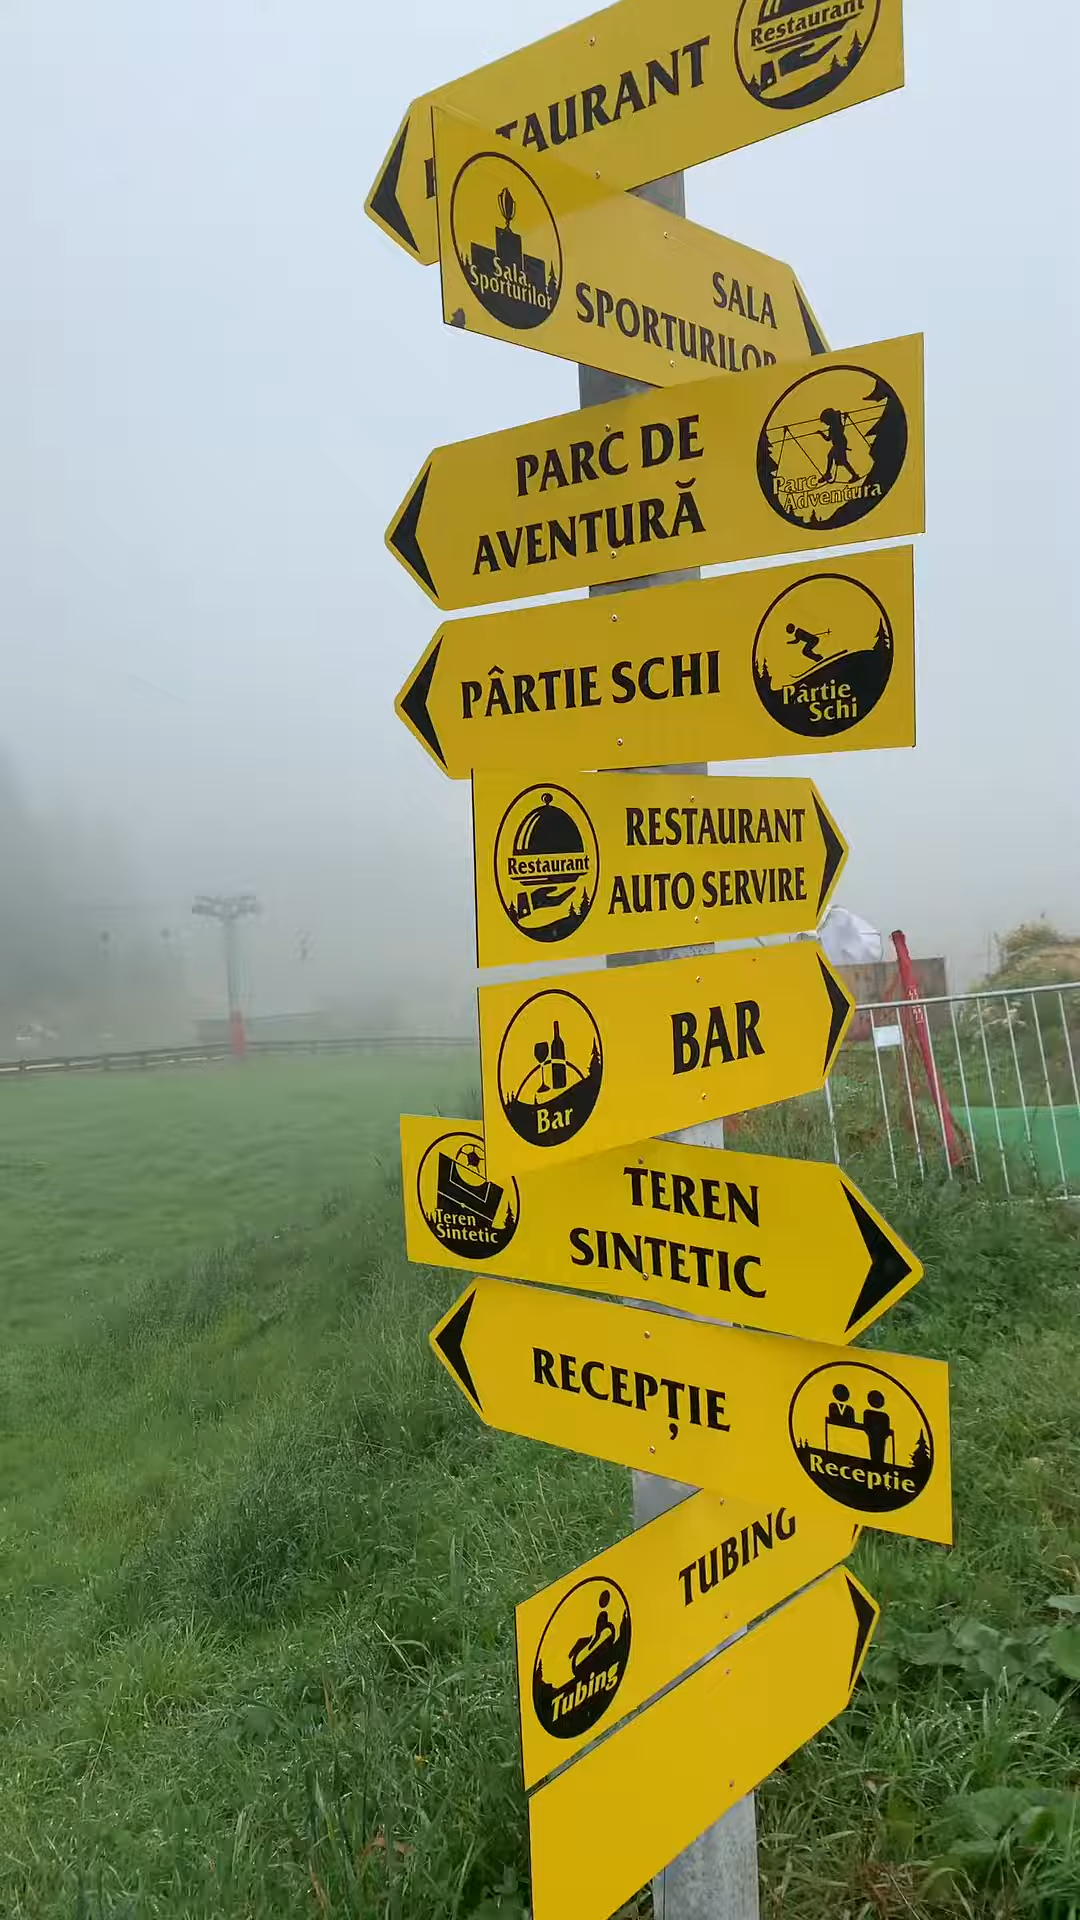 Restaurant
RESTAURANT
Sala
Sporturilor
SALA
SPORTURILOR
PARC DE
AVENTURĂ
Parc
Adventura
PÂRTIE SCHI
Pârtie
Schi
Restaurant
RESTAURANT
AUTO SERVIRE
Bar
BAR
Teren
Sintetic
TEREN
SINTETIC
RECEPȚIE
Recepție
TUBING
Tubing